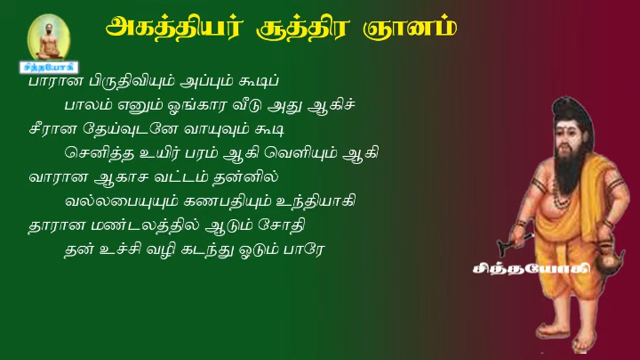 அகத்தியர் சூத்திர ஞானம்
சித்தயோகி
பாரான பிருதிவியும் அப்பும் கூடிப்
பாலம் எனும் ஓங்கார வீடு அது ஆகிச்
சீரான தேய்வுடனே வாயுவும் கூடி
செனித்த உயிர் பரம் ஆகி வெளியும் ஆகி
வாரான ஆகாச வட்டம் தன்னில்
வல்லபையும் கணபதியும் உந்தியாகி
தாரான மண்டலத்தில் ஆடும் சோதி
தன் உச்சி வழி கடந்து ஓடும் பாரே
சித்தயோகி